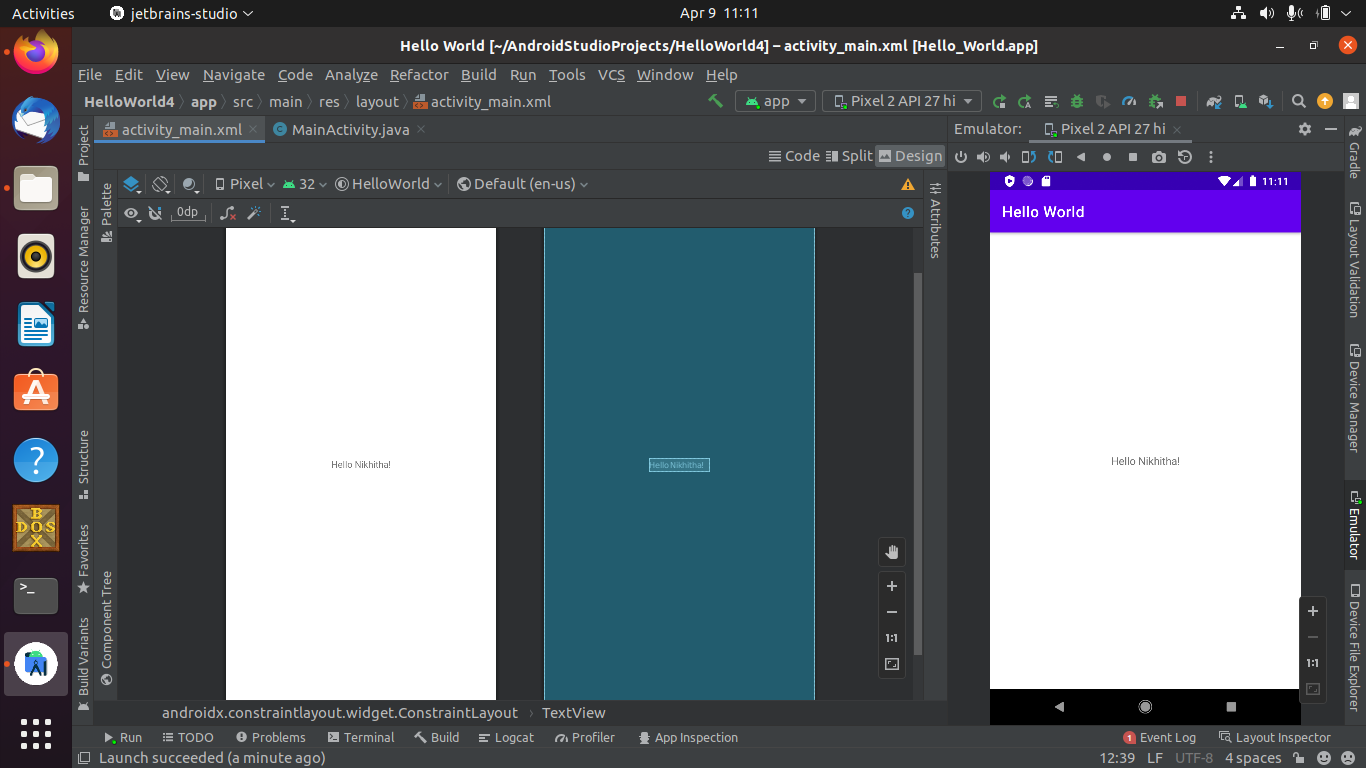 Activities jetbrains-studio Apr 9 11:11
Hello World [~/AndroidStudioProjects/HelloWorld4] – activity_main.xml [Hello_World.app]
File Edit View Navigate Code Analyze Refactor Build Run Tools VCS Window Help
HelloWorld4 app src main res layout activity_main.xml app Pixel 2 API 27 hi
activity_main.xml MainActivity.java Emulator: Pixel 2 API 27 hi
Code Split Design
Pixel 32 HelloWorld Default (en-us)
0dp
Project
Resource Manager
Structure
Favorites
Build Variants
Palette
Component Tree
Hello Nikhitha!
Hello Nikhitha!
1:1
Attributes
11:11
Hello World
Hello Nikhitha!
1:1
Gradle
Layout Validation
Device Manager
Emulator
Device File Explorer
B
DOS
X
>_
androidx.constraintlayout.widget.ConstraintLayout TextView
Run TODO Problems Terminal Build Logcat Profiler App Inspection 1 Event Log Layout Inspector
Launch succeeded (a minute ago) 12:39 LF UTF-8 4 spaces